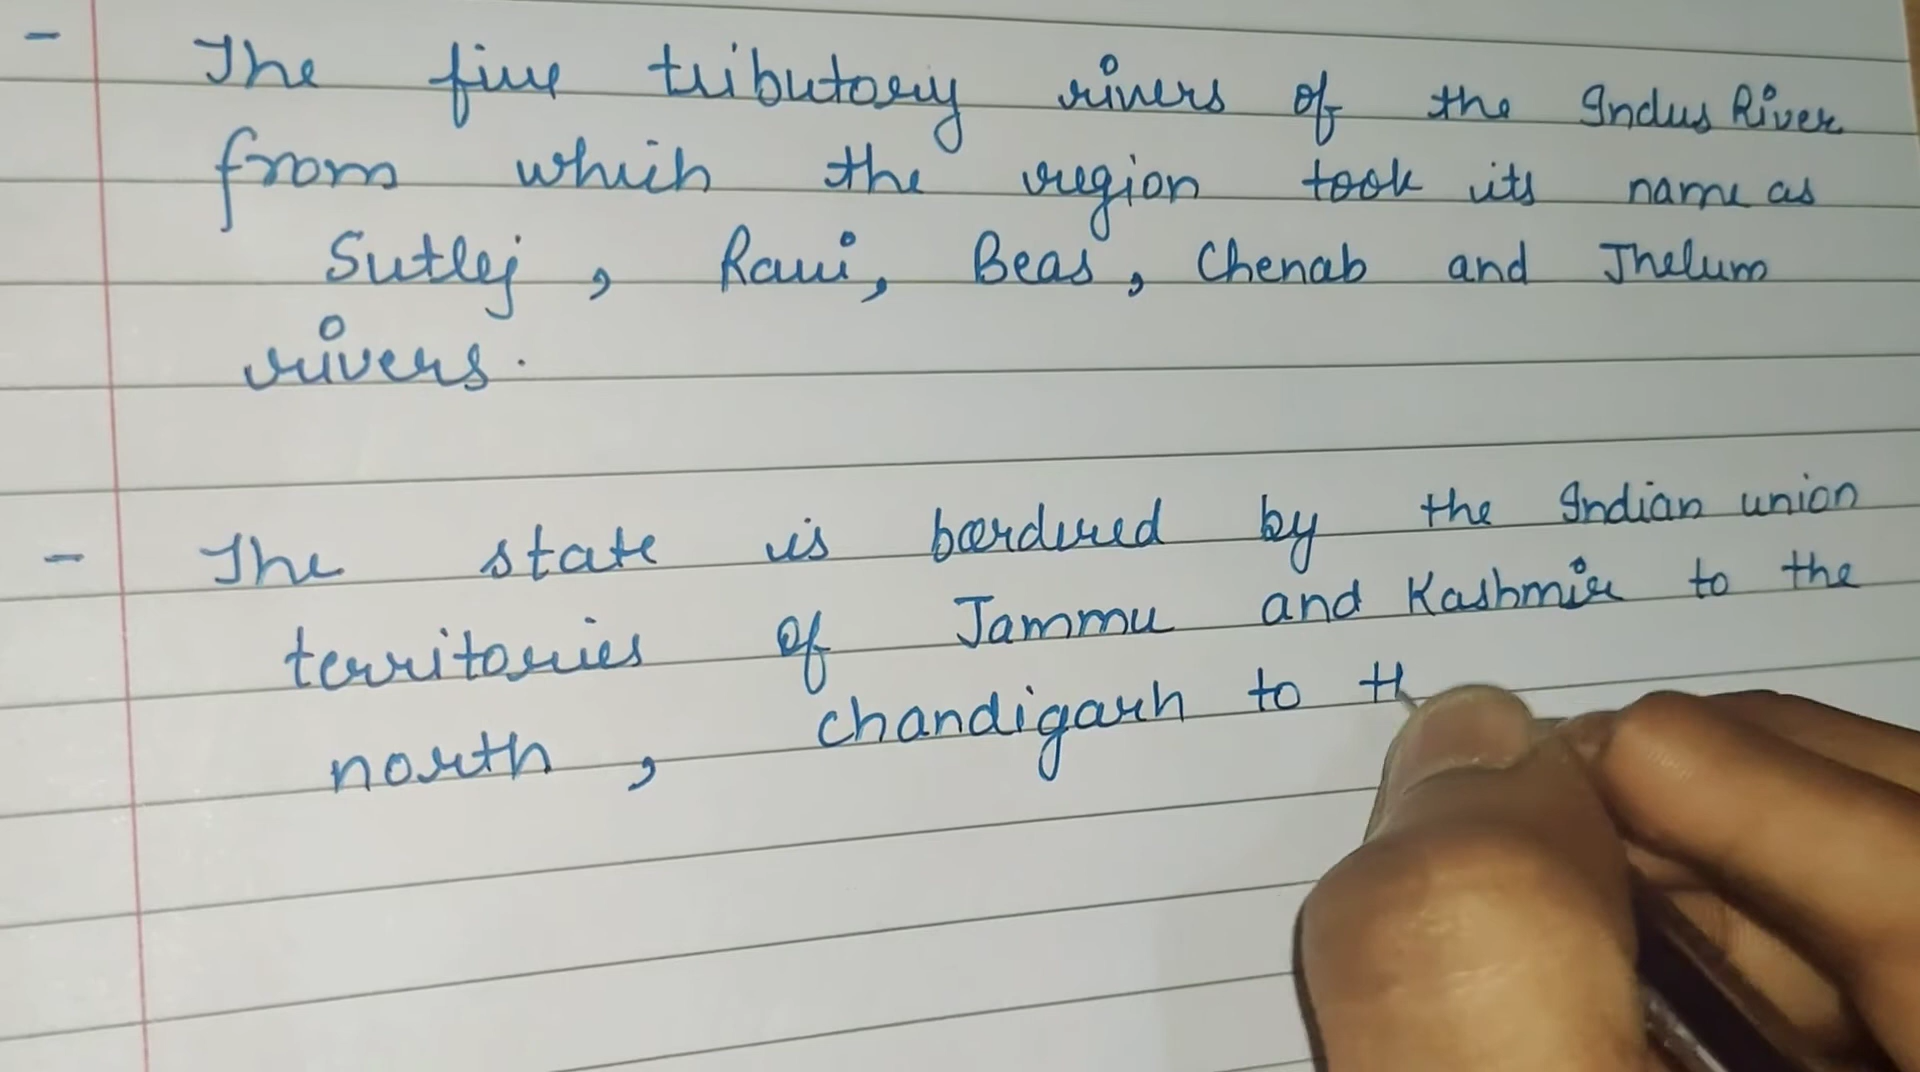 - The five tributory rivers of the Indus River
from which the region took its name as
Sutlej, Ravi, Beas, Chenab and Jhelum
rivers.
- The state is bordered by the Indian union
territories of Jammu and Kashmir to the
north, chandigarh to th